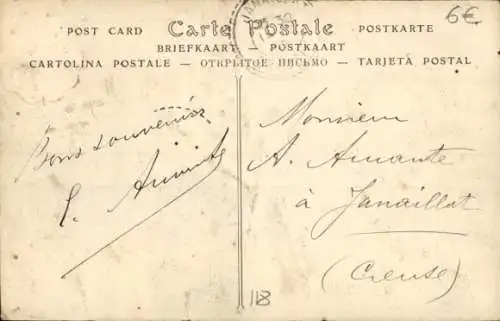 POST CARD Carte Postale POSTKARTE
BRIEFKAART — POSTKAART
CARTOLINA POSTALE — ОТКРЫТОЕ ПИСЬМО — TARJETA POSTAL
6€
Bons souvenirs
Monsieur
A. Amante
à Janaillat
(Creuse)
118